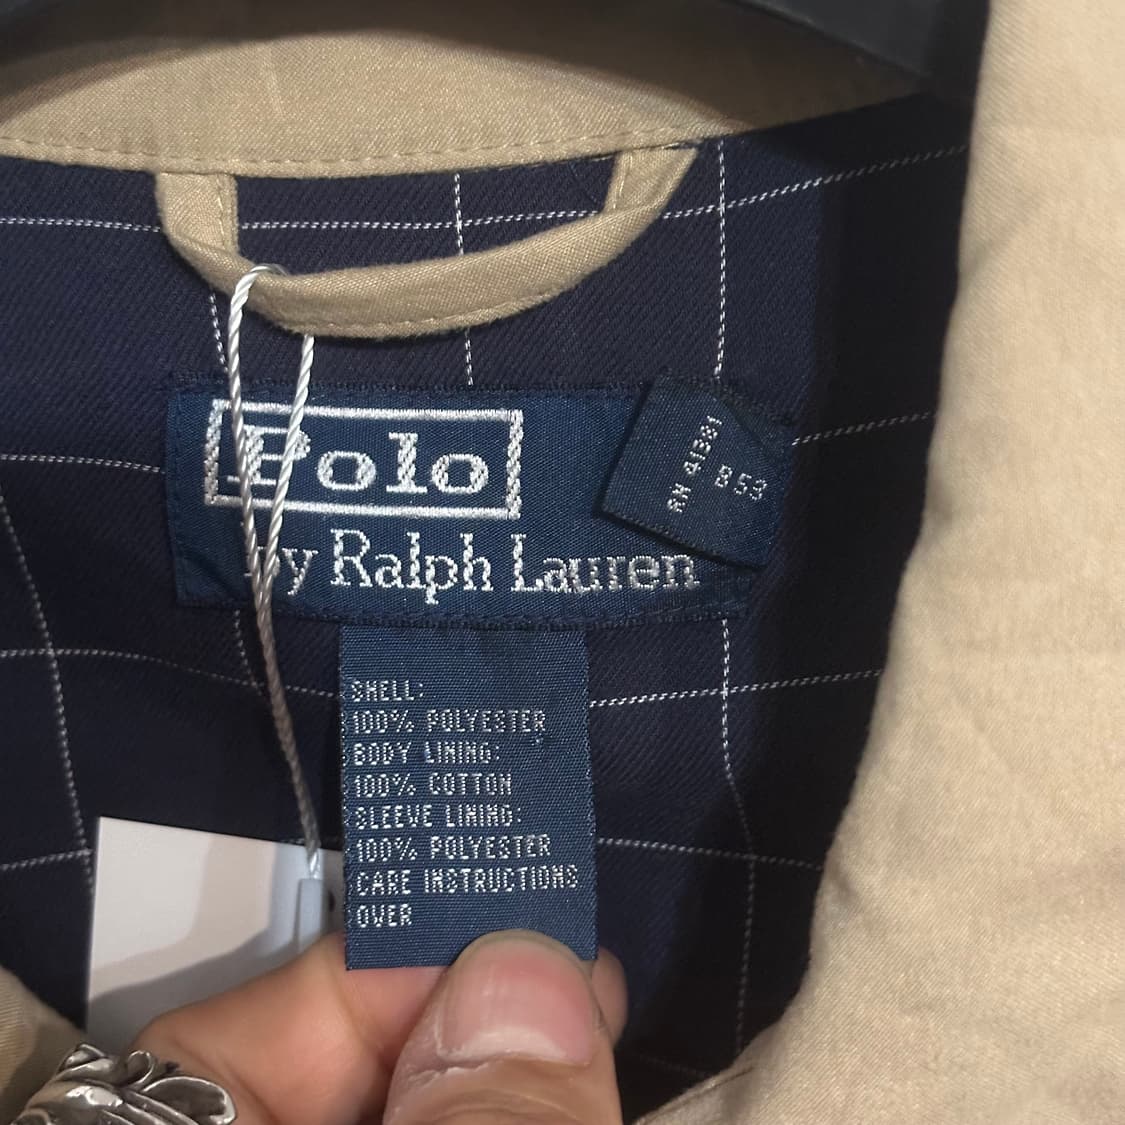 Polo
by Ralph Lauren
RN 41381
B53
SHELL:
100% POLYESTER
BODY LINING:
100% COTTON
SLEEVE LINING:
100% POLYESTER
CARE INSTRUCTIONS
OVER